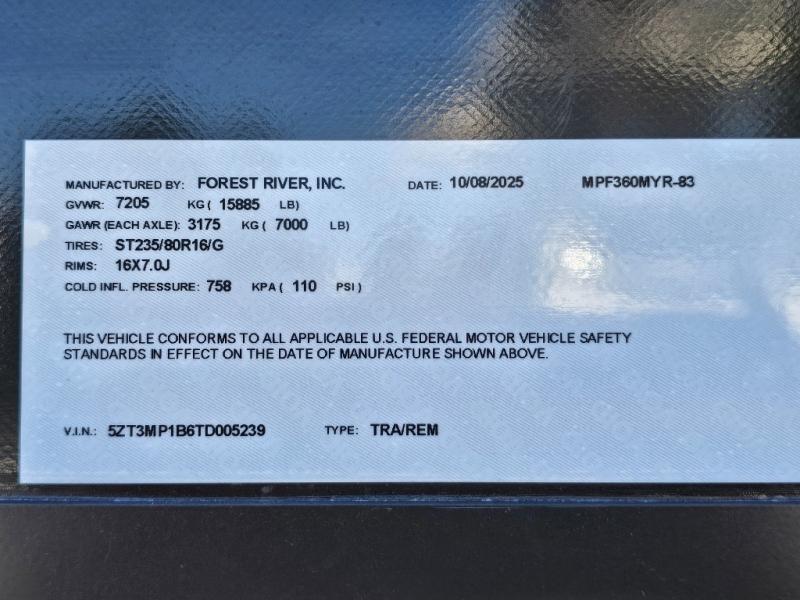 MANUFACTURED BY: FOREST RIVER, INC. DATE: 10/08/2025 MPF360MYR-83
GVWR: 7205 KG ( 15885 LB)
GAWR (EACH AXLE): 3175 KG ( 7000 LB)
TIRES: ST235/80R16/G
RIMS: 16X7.0J
COLD INFL. PRESSURE: 758 KPA ( 110 PSI )
THIS VEHICLE CONFORMS TO ALL APPLICABLE U.S. FEDERAL MOTOR VEHICLE SAFETY
STANDARDS IN EFFECT ON THE DATE OF MANUFACTURE SHOWN ABOVE.
V.I.N.: 5ZT3MP1B6TD005239 TYPE: TRA/REM